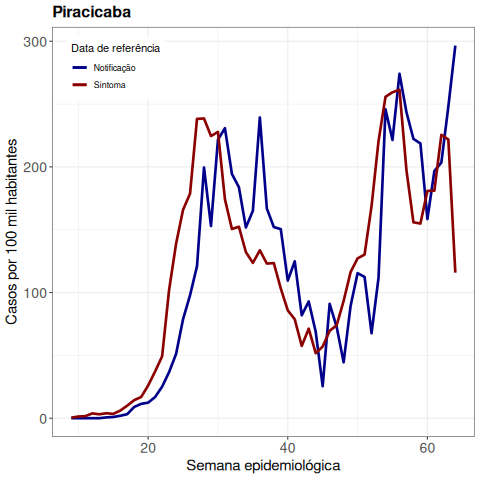 Piracicaba
Casos por 100 mil habitantes
300
200
100
0
Data de referência
Notificação
Sintoma
20
40
60
Semana epidemiológica